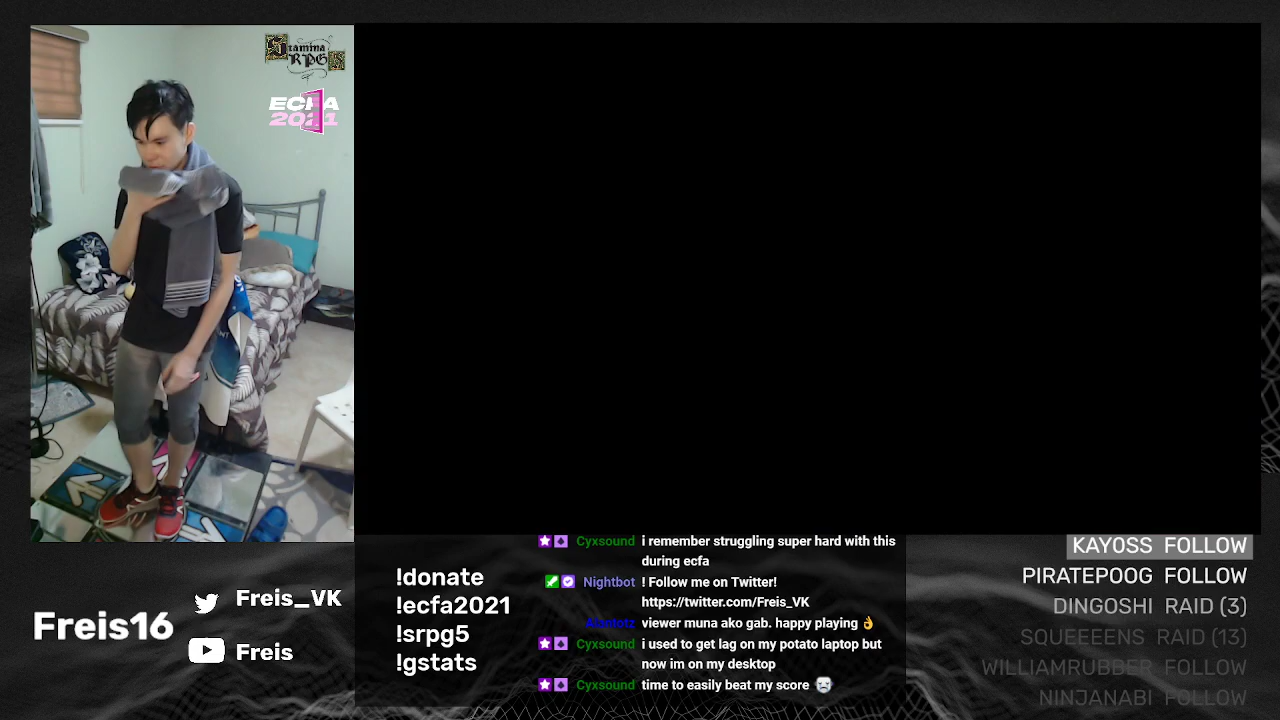 Stamina
RPG 5
ECFA
2021
Cyxsound i remember struggling super hard with this
during ecfa
Nightbot ! Follow me on Twitter!
https://twitter.com/Freis_VK
viewer muna ako gab. happy playing 👌
Cyxsound i used to get lag on my potato laptop but
now im on my desktop
Cyxsound time to easily beat my score
!donate
!ecfa2021
!srpg5
!gstats
Freis16
Freis_VK
Freis
KAYOSS FOLLOW
PIRATEPOOG FOLLOW
DINGOSHI RAID (3)
SQUEEEENS RAID (13)
WILLIAMRUBBER FOLLOW
NINJANABI FOLLOW